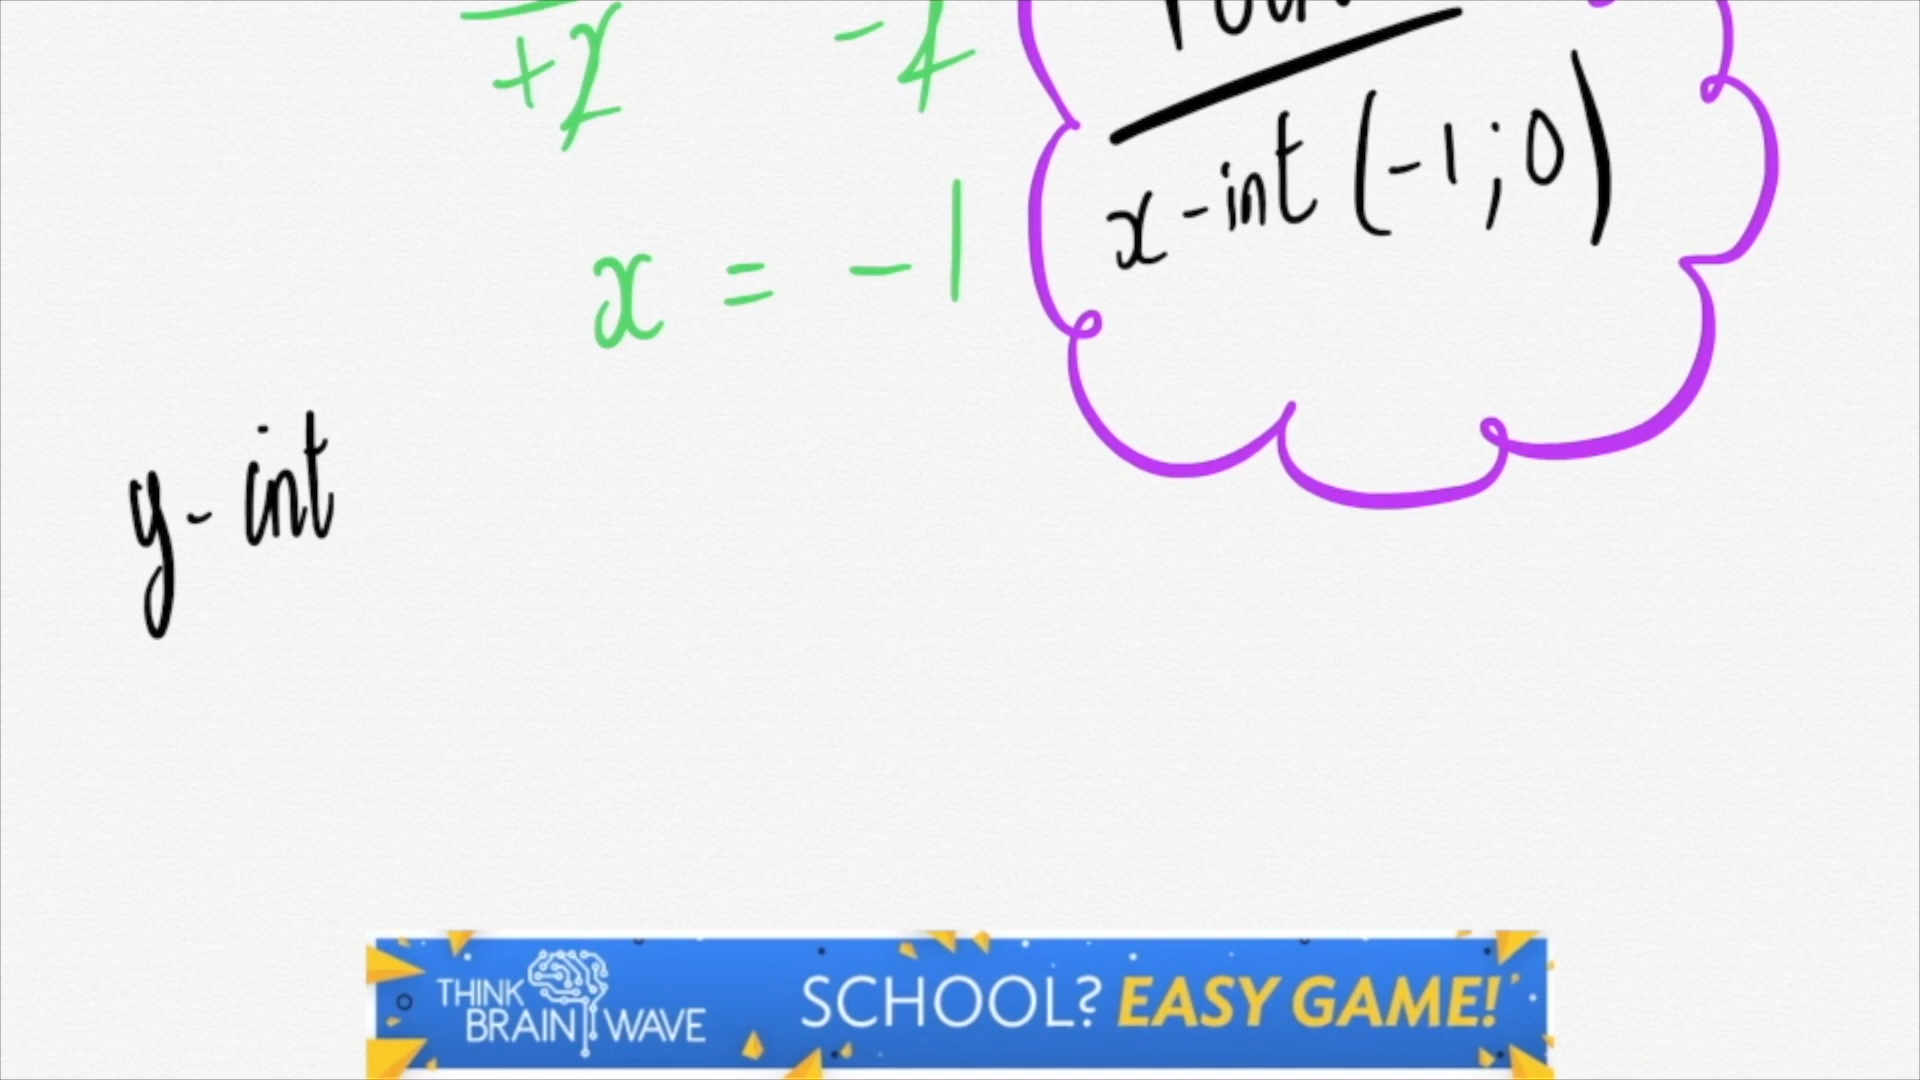 +2 -4
x = -1
x-int (-1;0)
y-int
THINK BRAIN WAVE
SCHOOL? EASY GAME!